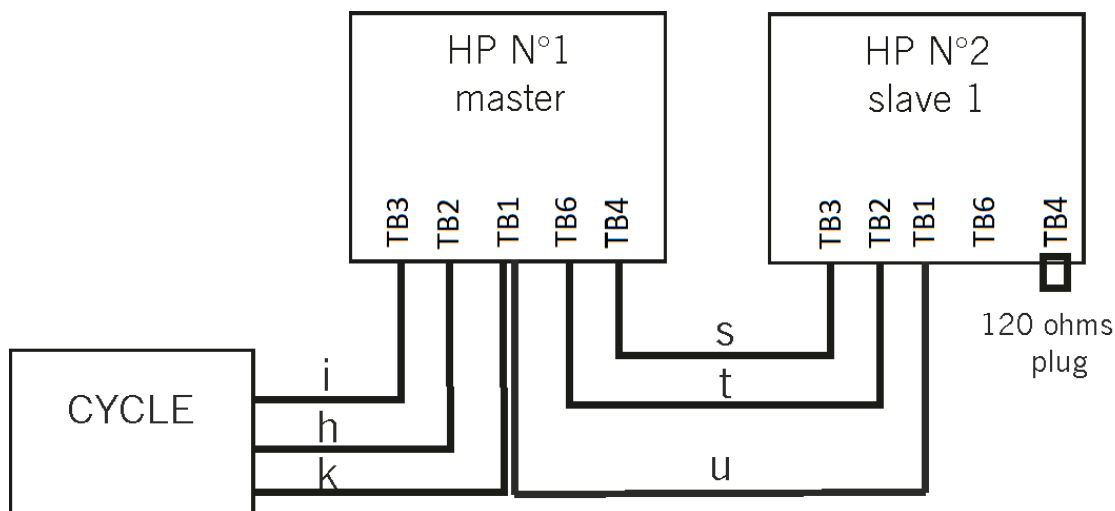 HP N°1
master
TB3 TB2 TB1 TB6 TB4
HP N°2
slave 1
TB3 TB2 TB1 TB6 TB4
120 ohms
plug
s
t
u
CYCLE
i
h
k